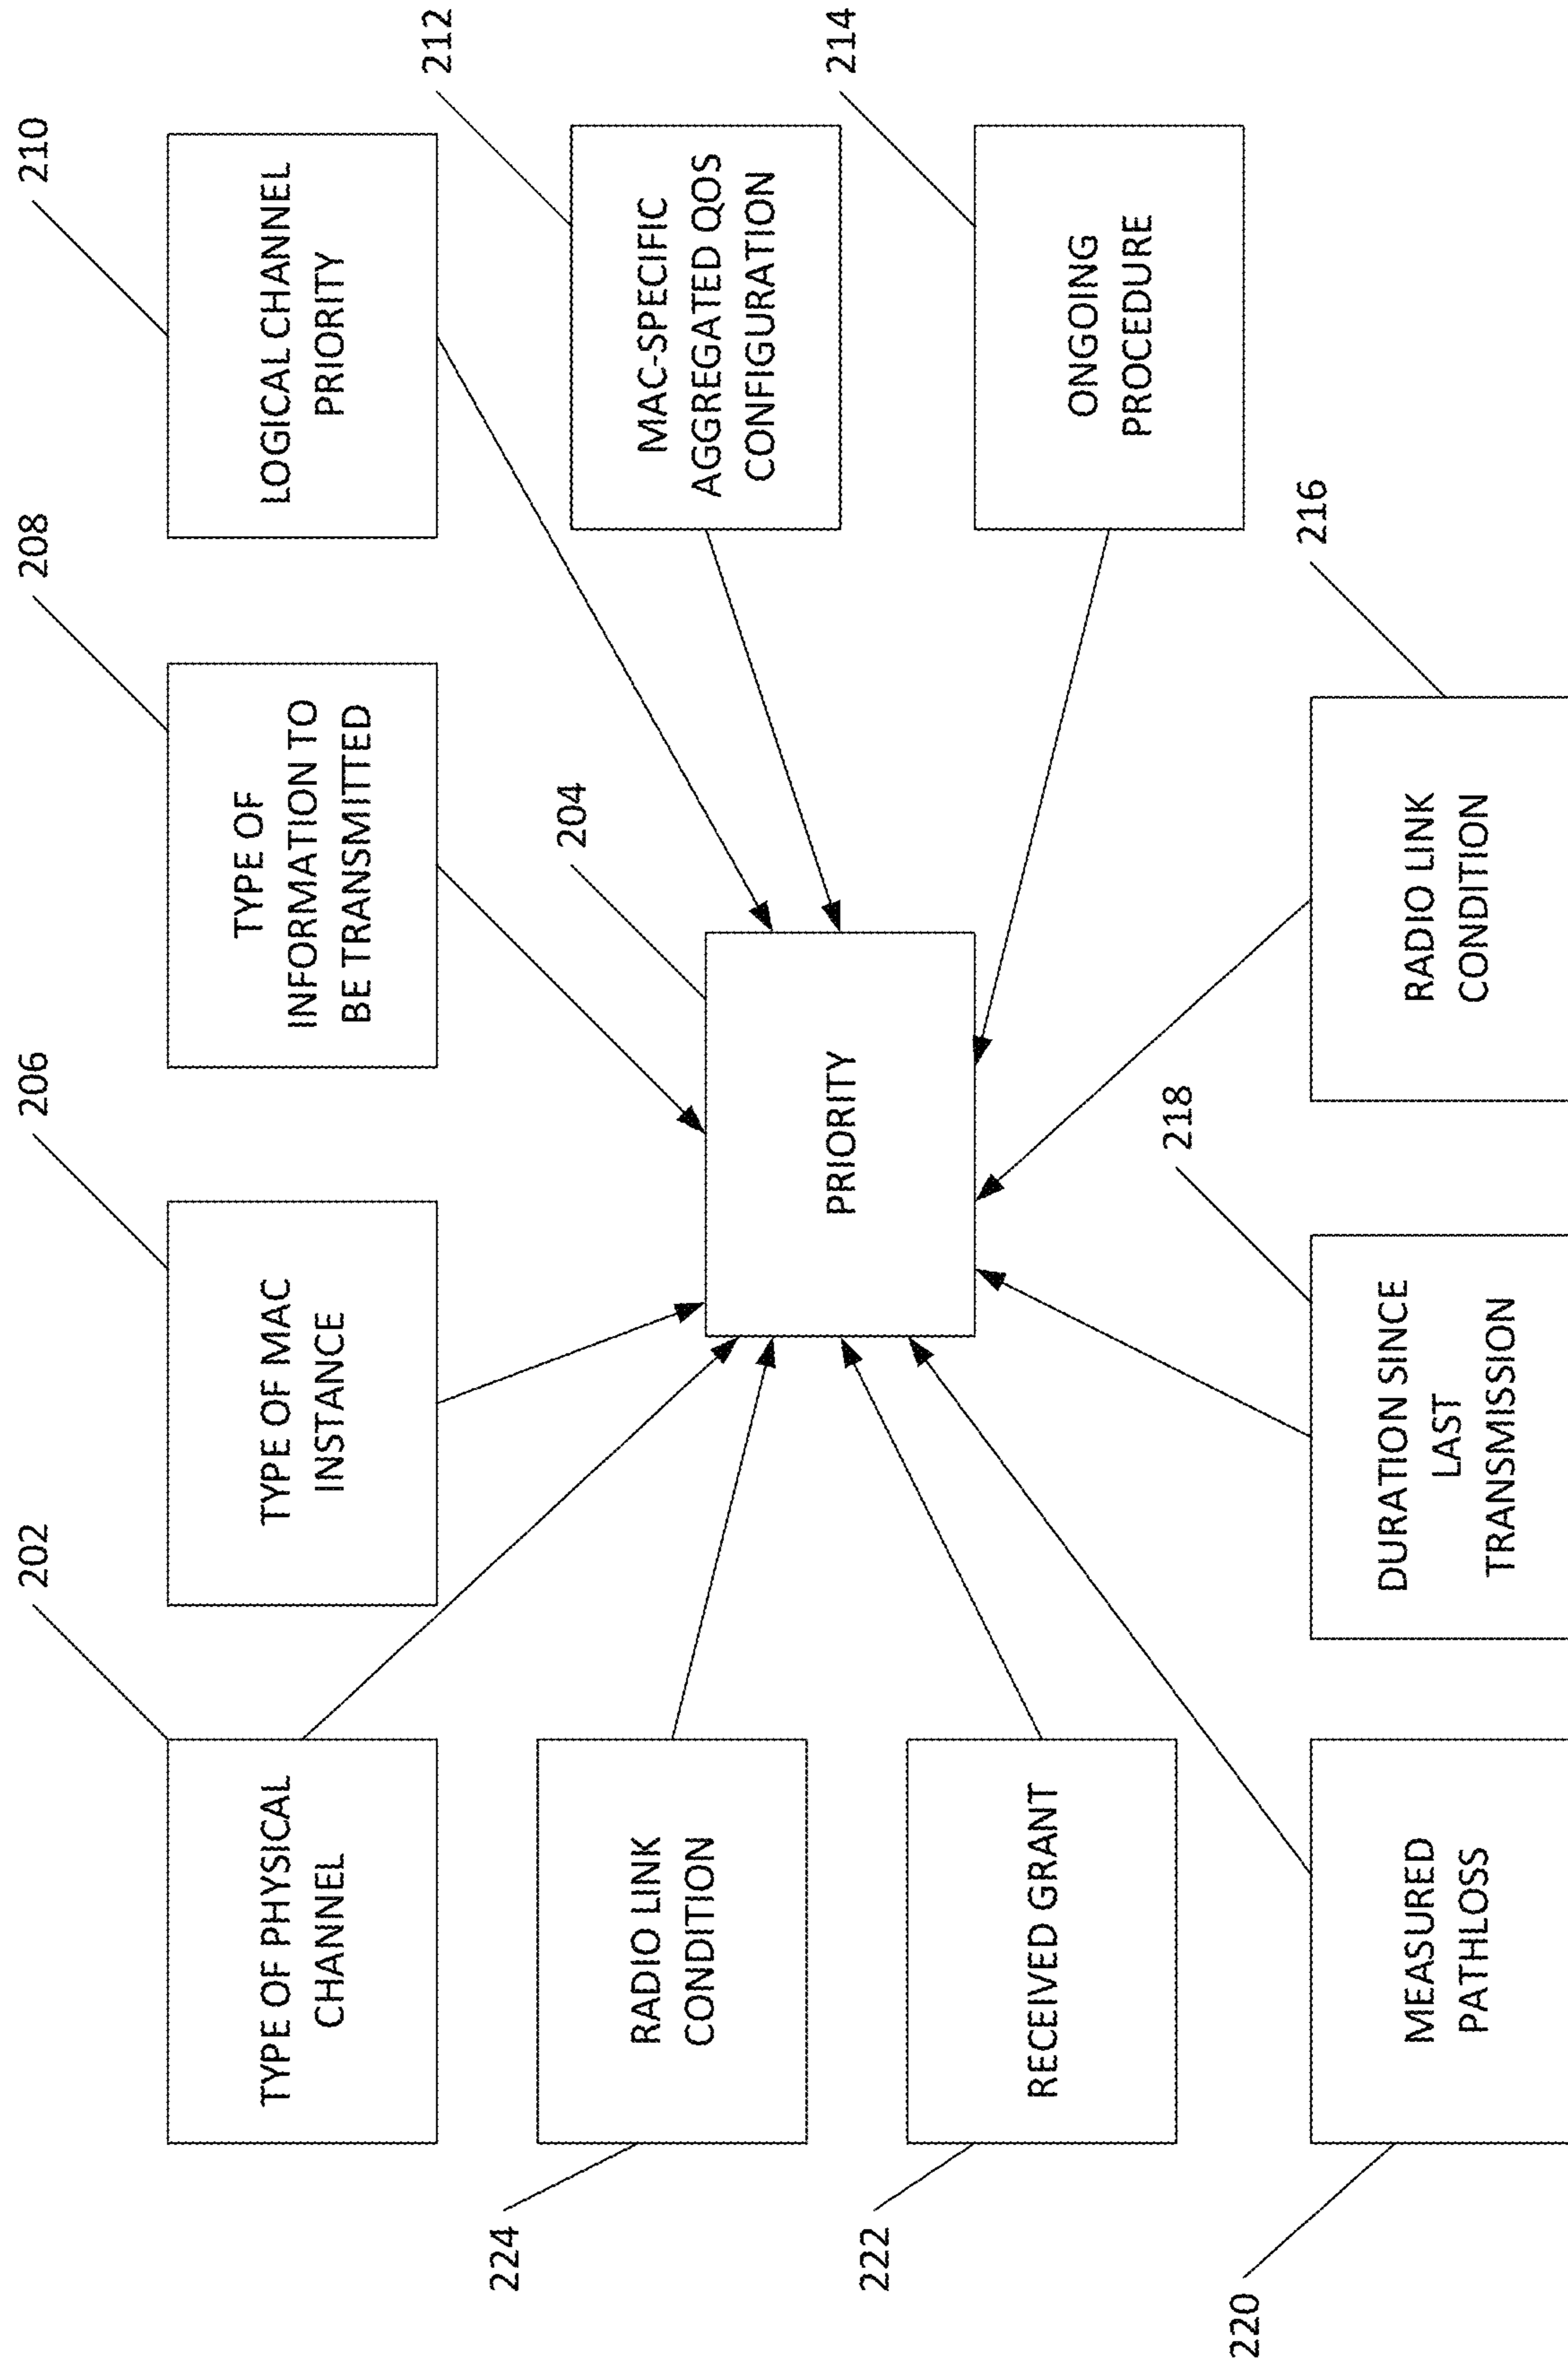 202
206
208
210
TYPE OF PHYSICAL
CHANNEL
TYPE OF MAC
INSTANCE
TYPE OF
INFORMATION TO
BE TRANSMITTED
LOGICAL CHANNEL
PRIORITY
212
224
RADIO LINK
CONDITION
204
MAC-SPECIFIC
AGGREGATED QOS
CONFIGURATION
PRIORITY
214
222
RECEIVED GRANT
ONGOING
PROCEDURE
218
216
220
MEASURED
PATHLOSS
DURATION SINCE
LAST
TRANSMISSION
RADIO LINK
CONDITION